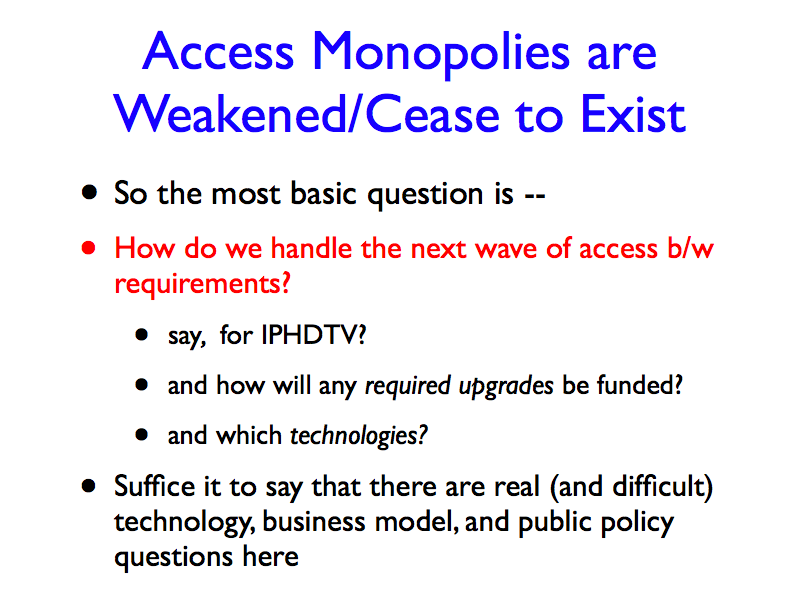 Access Monopolies are
Weakened/Cease to Exist
• So the most basic question is --
• How do we handle the next wave of access b/w
requirements?
• say,  for IPHDTV?
• and how will any required upgrades be funded?
• and which technologies?
• Suffice it to say that there are real (and difficult)
technology, business model, and public policy
questions here